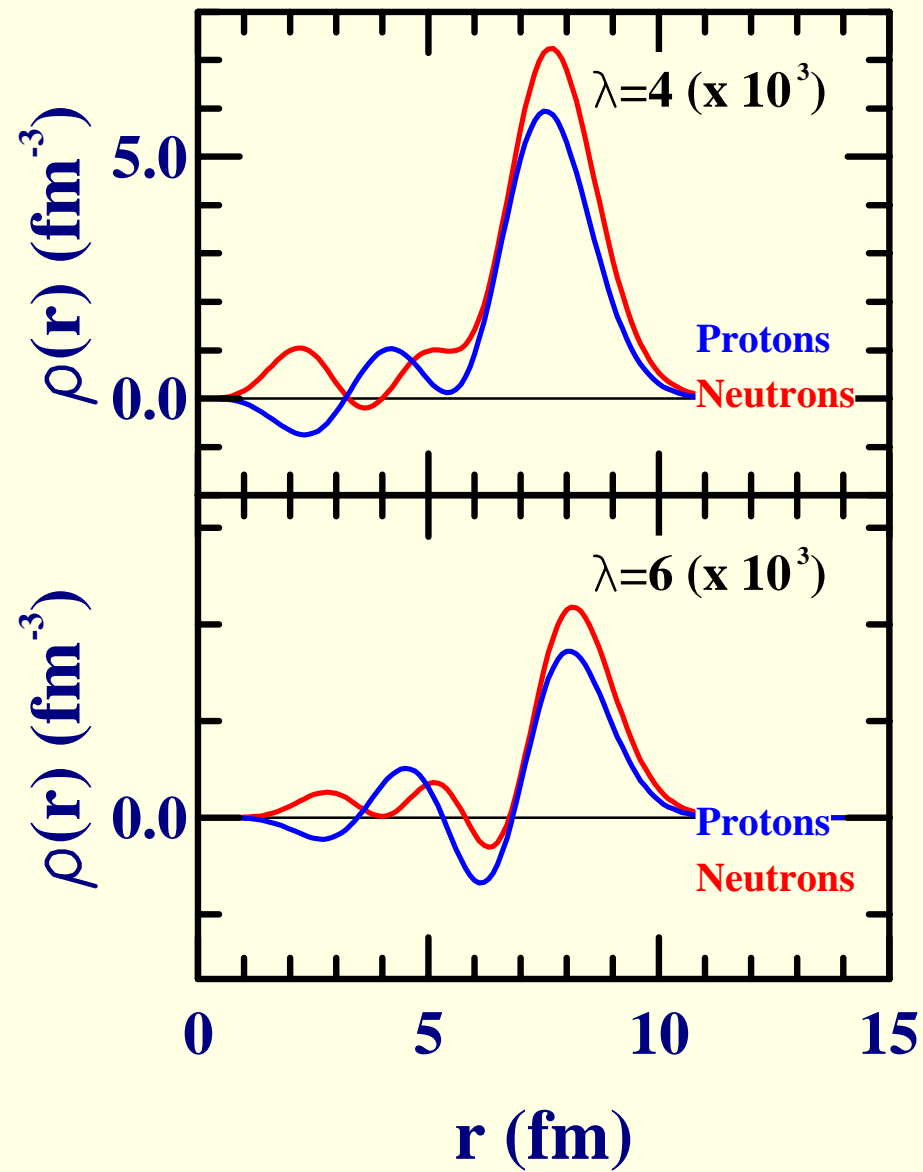 λ=4 (x 10³)
ρ(r) (fm⁻³)
5.0
0.0
Protons
Neutrons
λ=6 (x 10³)
ρ(r) (fm⁻³)
0.0
Protons
Neutrons
0 5 10 15
r (fm)